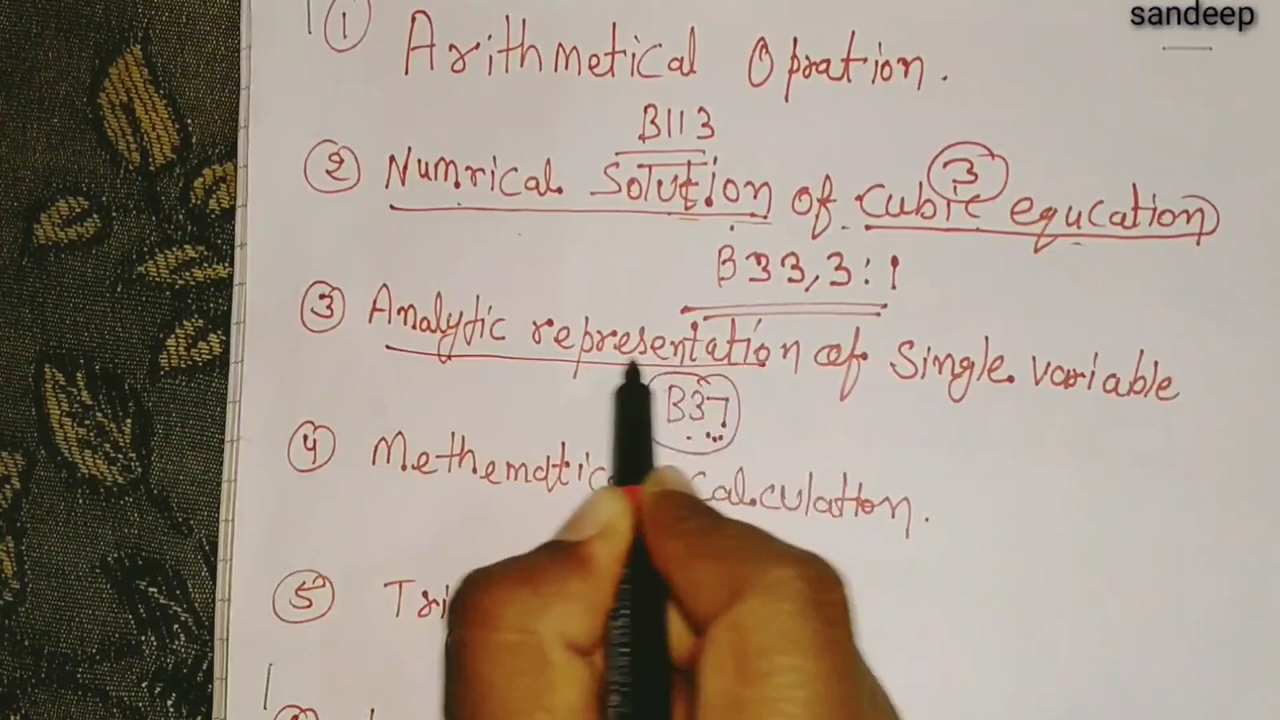 sandeep
① Arithmetical Opration.
B113
② Numrical Solution of cubic equcation
③
B33,3:1
③ Analytic representation of Single variable
B37
④ Methematic calculation.
⑤ Tri